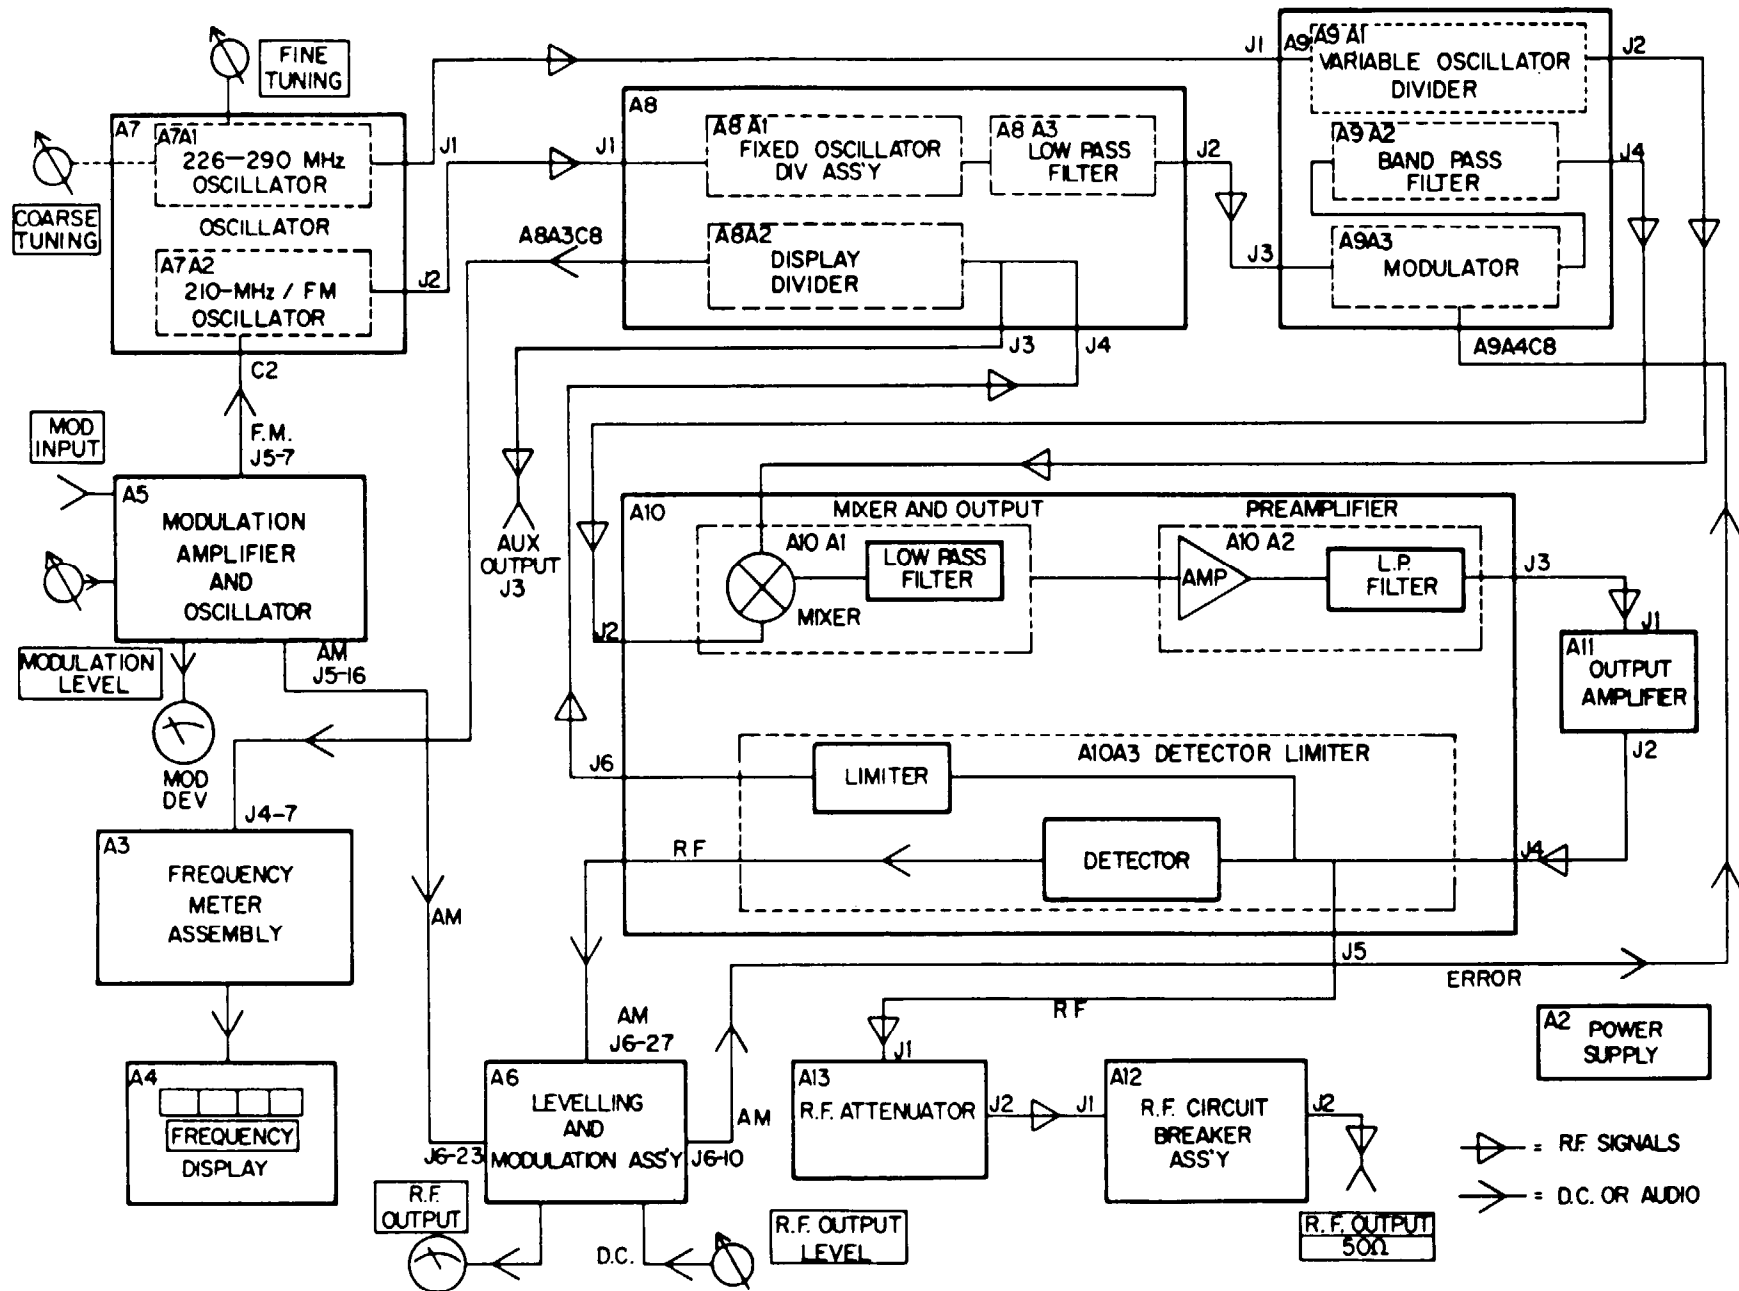 FINE
TUNING
COARSE
TUNING
A7
A7A1
226-290 MHz
OSCILLATOR
OSCILLATOR
A7 A2
210-MHz / FM
OSCILLATOR
J1
J2
C2
F.M.
J5-7
MOD
INPUT
A5
MODULATION
AMPLIFIER
AND
OSCILLATOR
MODULATION
LEVEL
AM
J5-16
MOD
DEV
J4-7
A3
FREQUENCY
METER
ASSEMBLY
AM
A4
FREQUENCY
DISPLAY
J1
A8
A8 A1
FIXED OSCILLATOR
DIV ASS'Y
A8 A3
LOW PASS
FILTER
J2
A8A3C8
A8A2
DISPLAY
DIVIDER
J3
J4
AUX
OUTPUT
J3
J1
A9
A9 A1
VARIABLE OSCILLATOR
DIVIDER
J2
A9 A2
BAND PASS
FILTER
J4
J3
A9A3
MODULATOR
A9A4C8
A10
MIXER AND OUTPUT
PREAMPLIFIER
A10 A1
LOW PASS
FILTER
MIXER
J2
A10 A2
AMP
L.P.
FILTER
J3
J1
A11
OUTPUT
AMPLIFIER
J2
J6
LIMITER
A10A3 DETECTOR LIMITER
RF
DETECTOR
J4
J5
ERROR
RF
AM
J6-27
A6
LEVELLING
AND
MODULATION ASS'Y
J6-23
J6-10
AM
R.F.
OUTPUT
D.C.
R.F. OUTPUT
LEVEL
J1
A13
R.F. ATTENUATOR
J2
J1
A12
R.F. CIRCUIT
BREAKER
ASS'Y
J2
R.F. OUTPUT
50Ω
A2
POWER
SUPPLY
= R.F. SIGNALS
= D.C. OR AUDIO